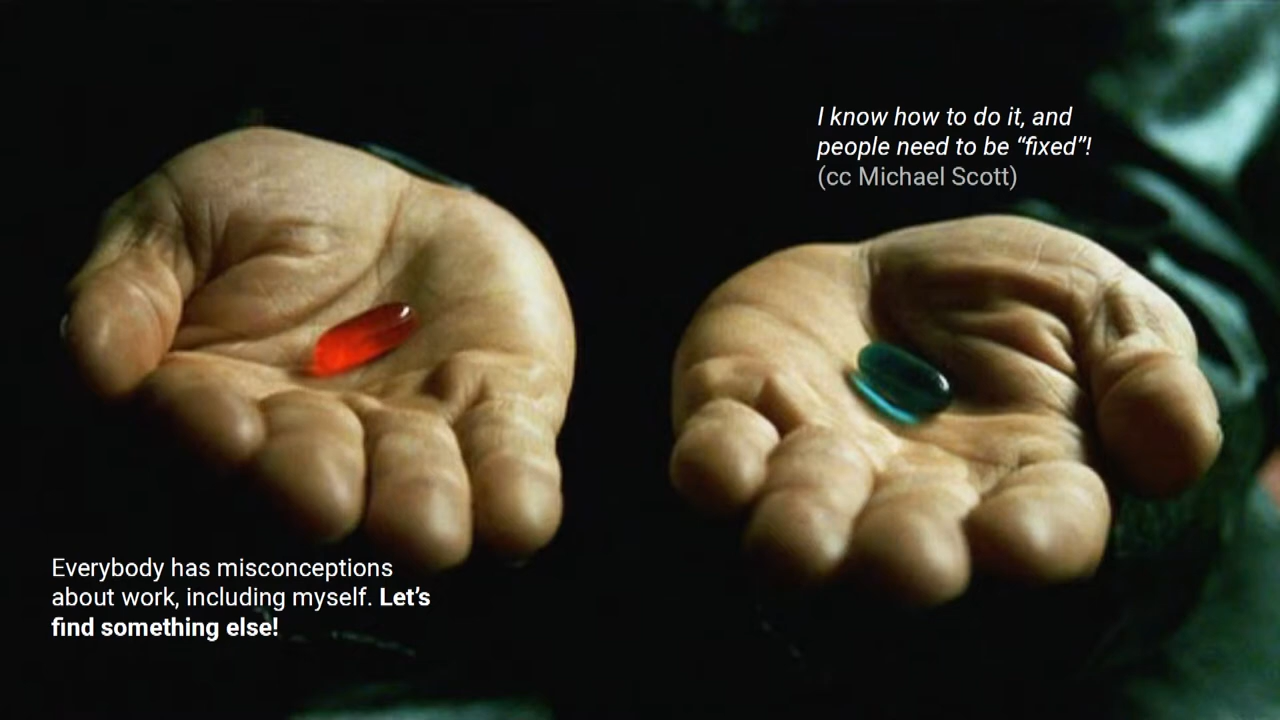 I know how to do it, and
people need to be “fixed”!
(cc Michael Scott)
Everybody has misconceptions
about work, including myself. Let’s
find something else!